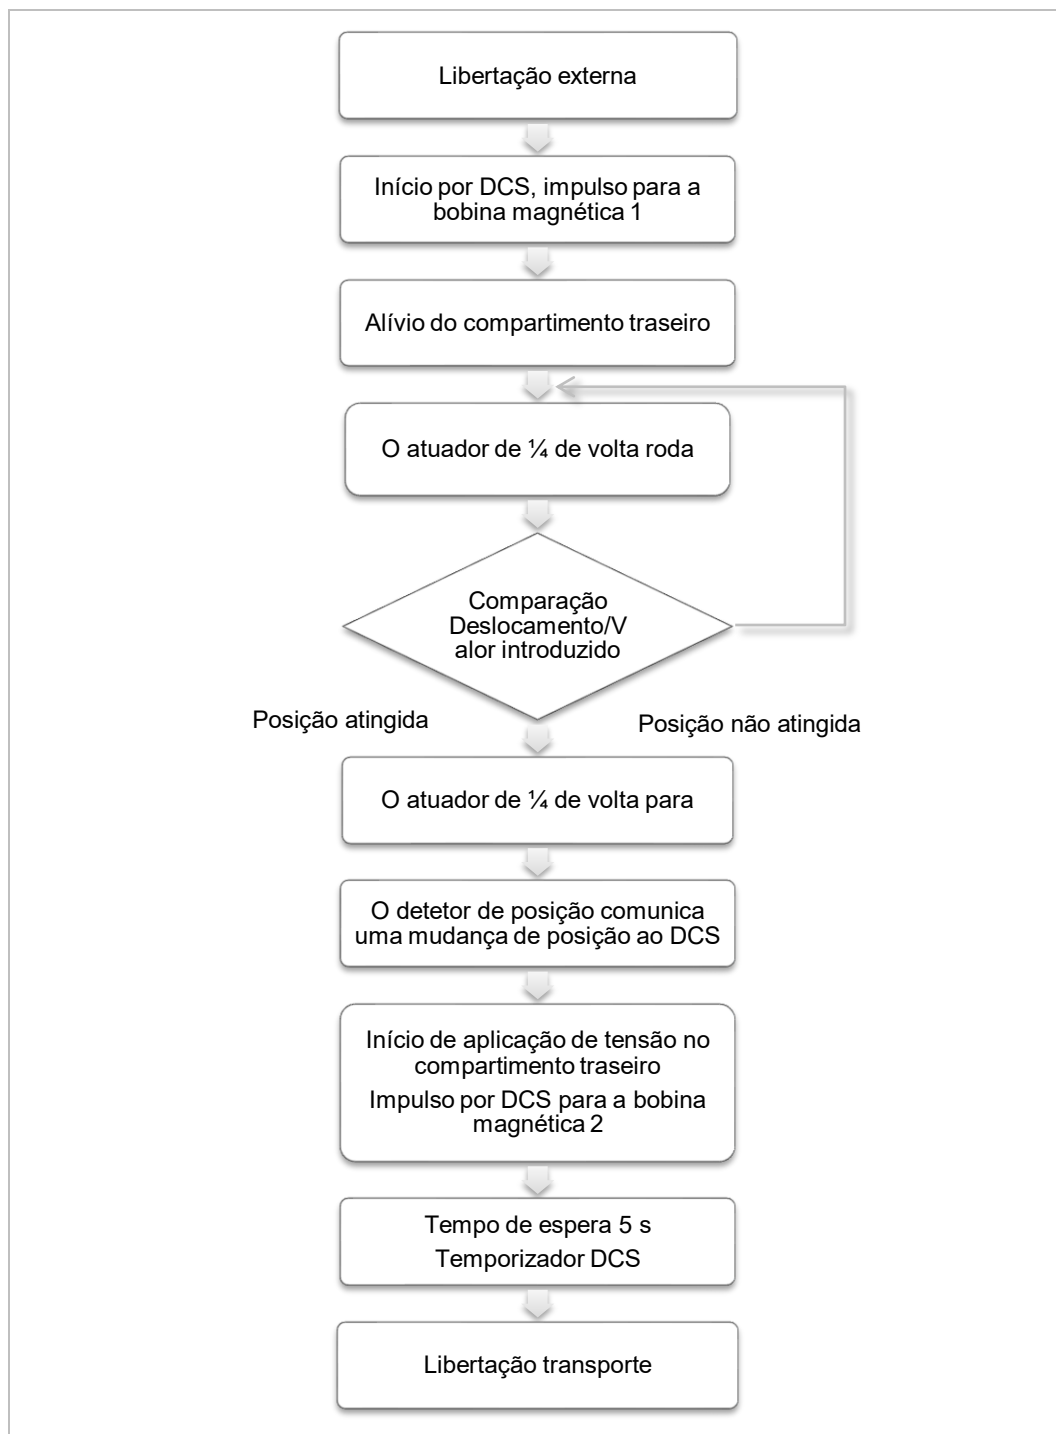 Libertação externa
Início por DCS, impulso para a
bobina magnética 1
Alívio do compartimento traseiro
O atuador de ¼ de volta roda
Comparação
Deslocamento/V
alor introduzido
Posição atingida
Posição não atingida
O atuador de ¼ de volta para
O detetor de posição comunica
uma mudança de posição ao DCS
Início de aplicação de tensão no
compartimento traseiro
Impulso por DCS para a bobina
magnética 2
Tempo de espera 5 s
Temporizador DCS
Libertação transporte